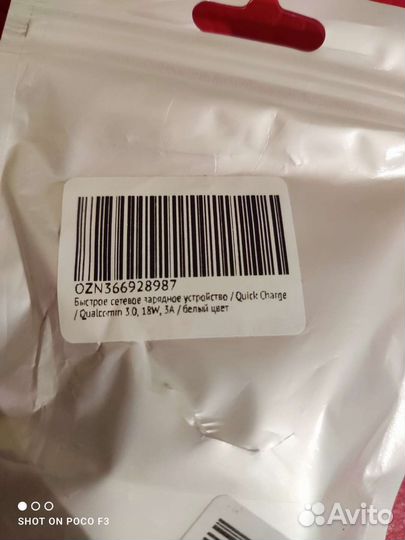 OZN366928987
Быстрое сетевое зарядное устройство / Quick Charge
/ Qualcomm 3.0, 18W, 3A / белый цвет
SHOT ON POCO F3
Avito